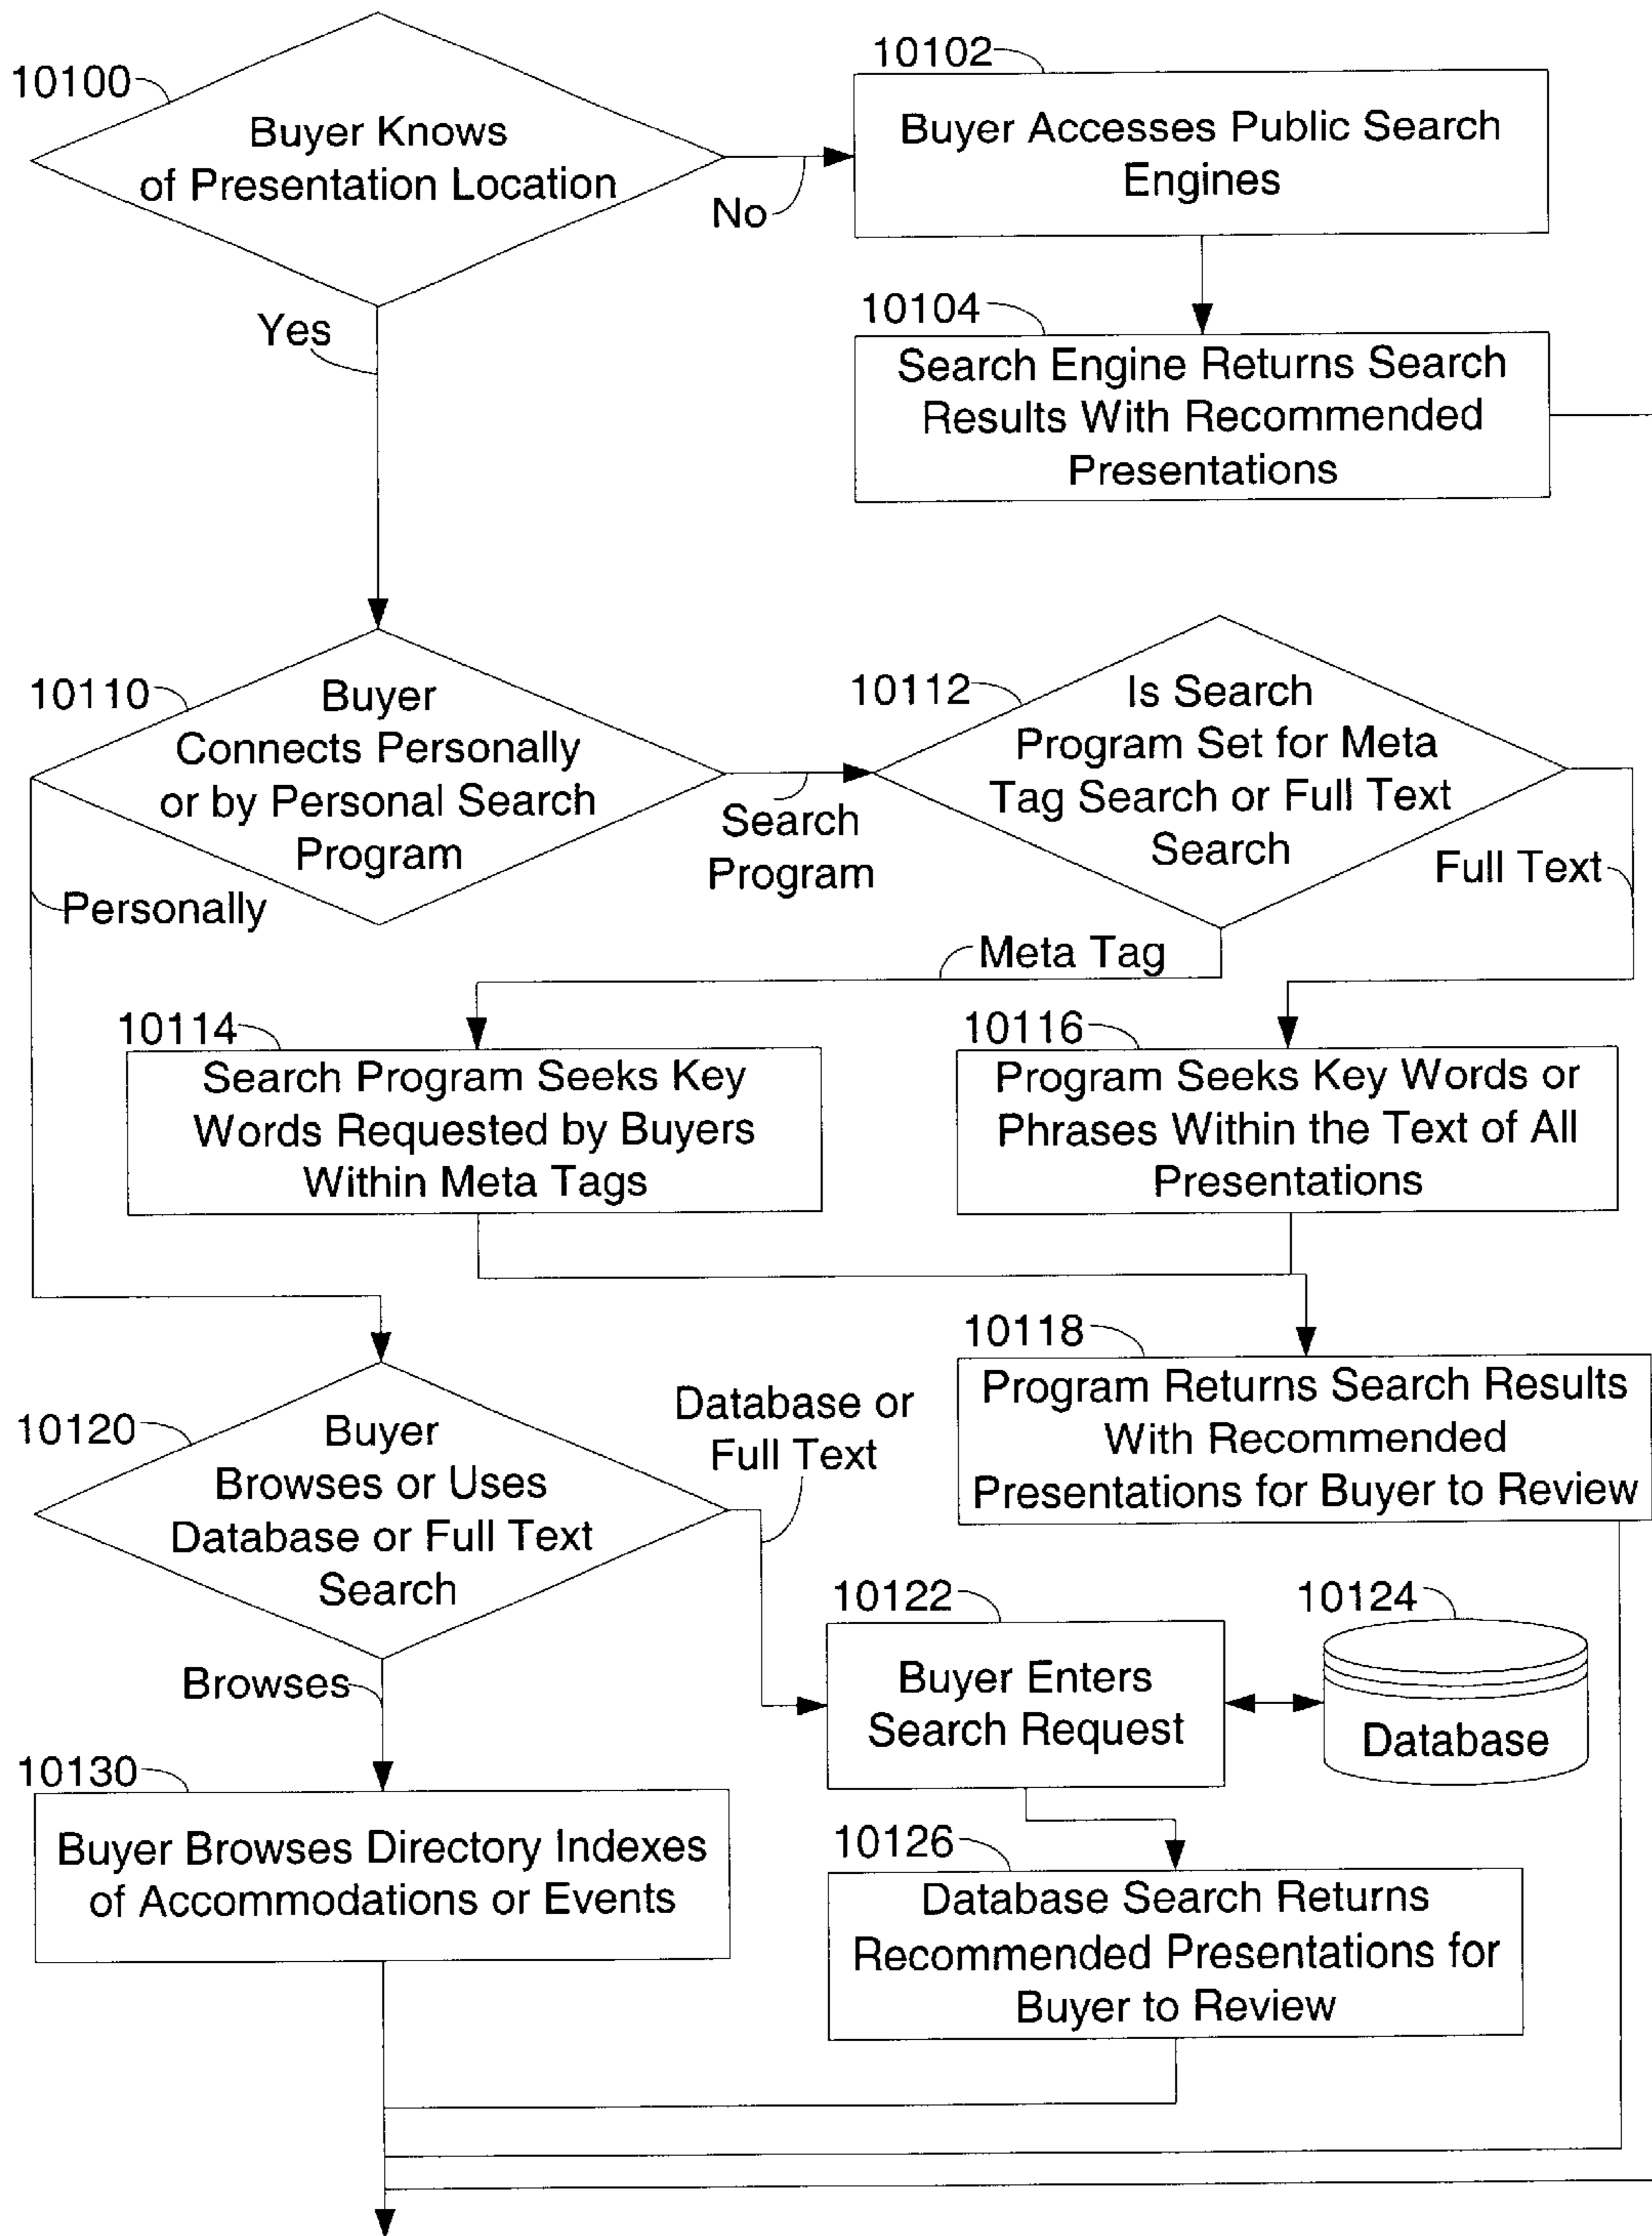 10100
Buyer Knows
of Presentation Location
No
Yes
10102
Buyer Accesses Public Search
Engines
10104
Search Engine Returns Search
Results With Recommended
Presentations
10110
Buyer
Connects Personally
or by Personal Search
Program
Search
Program
Personally
10112
Is Search
Program Set for Meta
Tag Search or Full Text
Search
Full Text
Meta Tag
10114
Search Program Seeks Key
Words Requested by Buyers
Within Meta Tags
10116
Program Seeks Key Words or
Phrases Within the Text of All
Presentations
10118
Program Returns Search Results
With Recommended
Presentations for Buyer to Review
10120
Buyer
Browses or Uses
Database or Full Text
Search
Database or
Full Text
Browses
10122
Buyer Enters
Search Request
10124
Database
10130
Buyer Browses Directory Indexes
of Accommodations or Events
10126
Database Search Returns
Recommended Presentations for
Buyer to Review